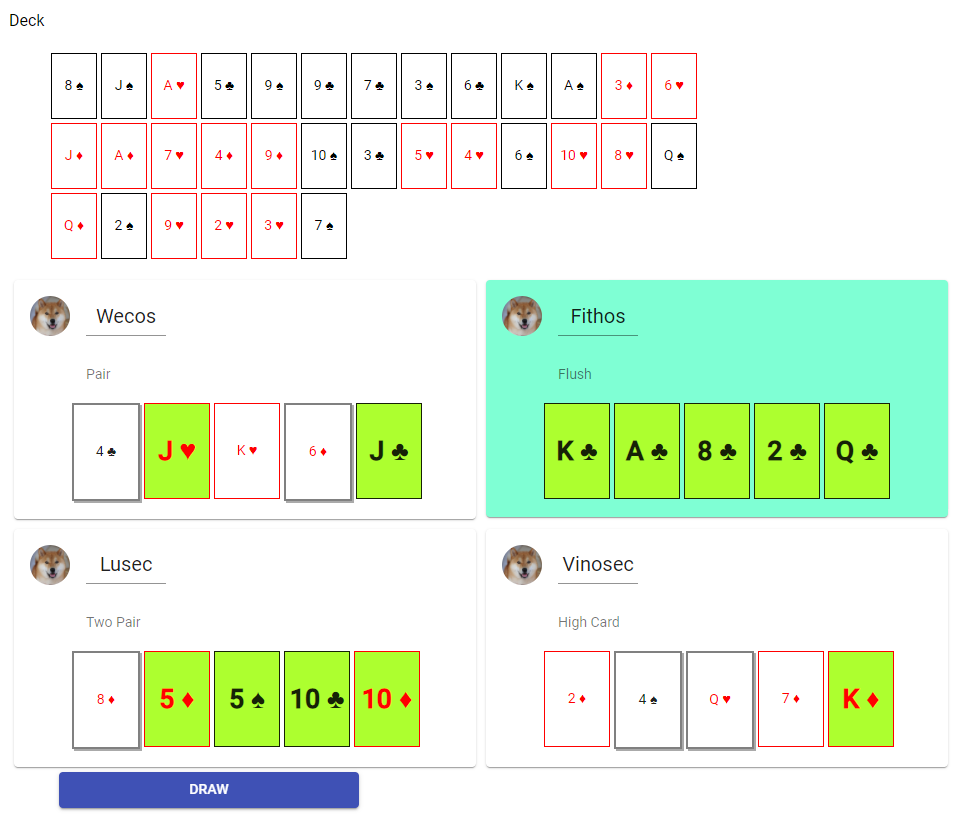 Deck
8 ♠ J ♠ A ♥ 5 ♣ 9 ♠ 9 ♣ 7 ♣ 3 ♠ 6 ♣ K ♠ A ♠ 3 ♦ 6 ♥
J ♦ A ♦ 7 ♥ 4 ♦ 9 ♦ 10 ♠ 3 ♣ 5 ♥ 4 ♥ 6 ♠ 10 ♥ 8 ♥ Q ♠
Q ♦ 2 ♠ 9 ♥ 2 ♥ 3 ♥ 7 ♠
Wecos
Pair
4 ♣ J ♥ K ♥ 6 ♦ J ♣
Fithos
Flush
K ♣ A ♣ 8 ♣ 2 ♣ Q ♣
Lusec
Two Pair
8 ♦ 5 ♦ 5 ♠ 10 ♣ 10 ♦
Vinosec
High Card
2 ♦ 4 ♠ Q ♥ 7 ♦ K ♦
DRAW